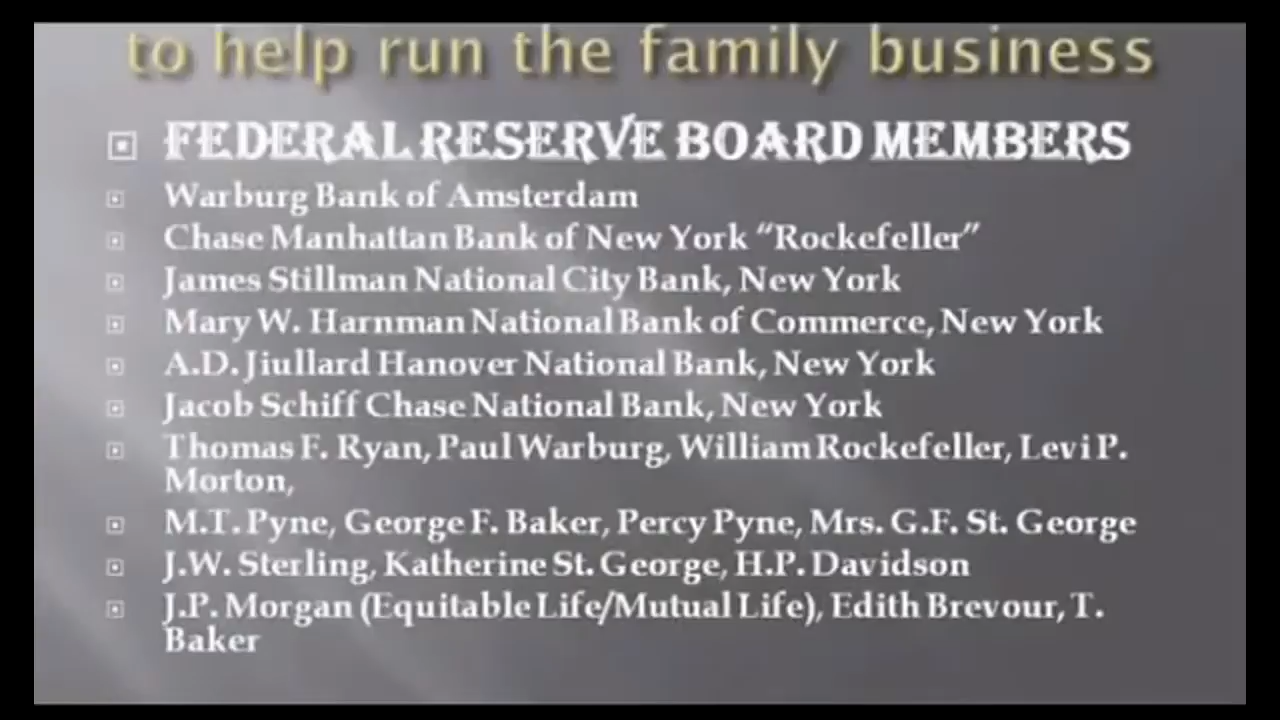 to help run the family business
FEDERAL RESERVE BOARD MEMBERS
Warburg Bank of Amsterdam
Chase Manhattan Bank of New York “Rockefeller”
James Stillman National City Bank, New York
Mary W. Harnman National Bank of Commerce, New York
A.D. Jiullard Hanover National Bank, New York
Jacob Schiff Chase National Bank, New York
Thomas F. Ryan, Paul Warburg, William Rockefeller, Levi P.
Morton,
M.T. Pyne, George F. Baker, Percy Pyne, Mrs. G.F. St. George
J.W. Sterling, Katherine St. George, H.P. Davidson
J.P. Morgan (Equitable Life/Mutual Life), Edith Brevour, T.
Baker